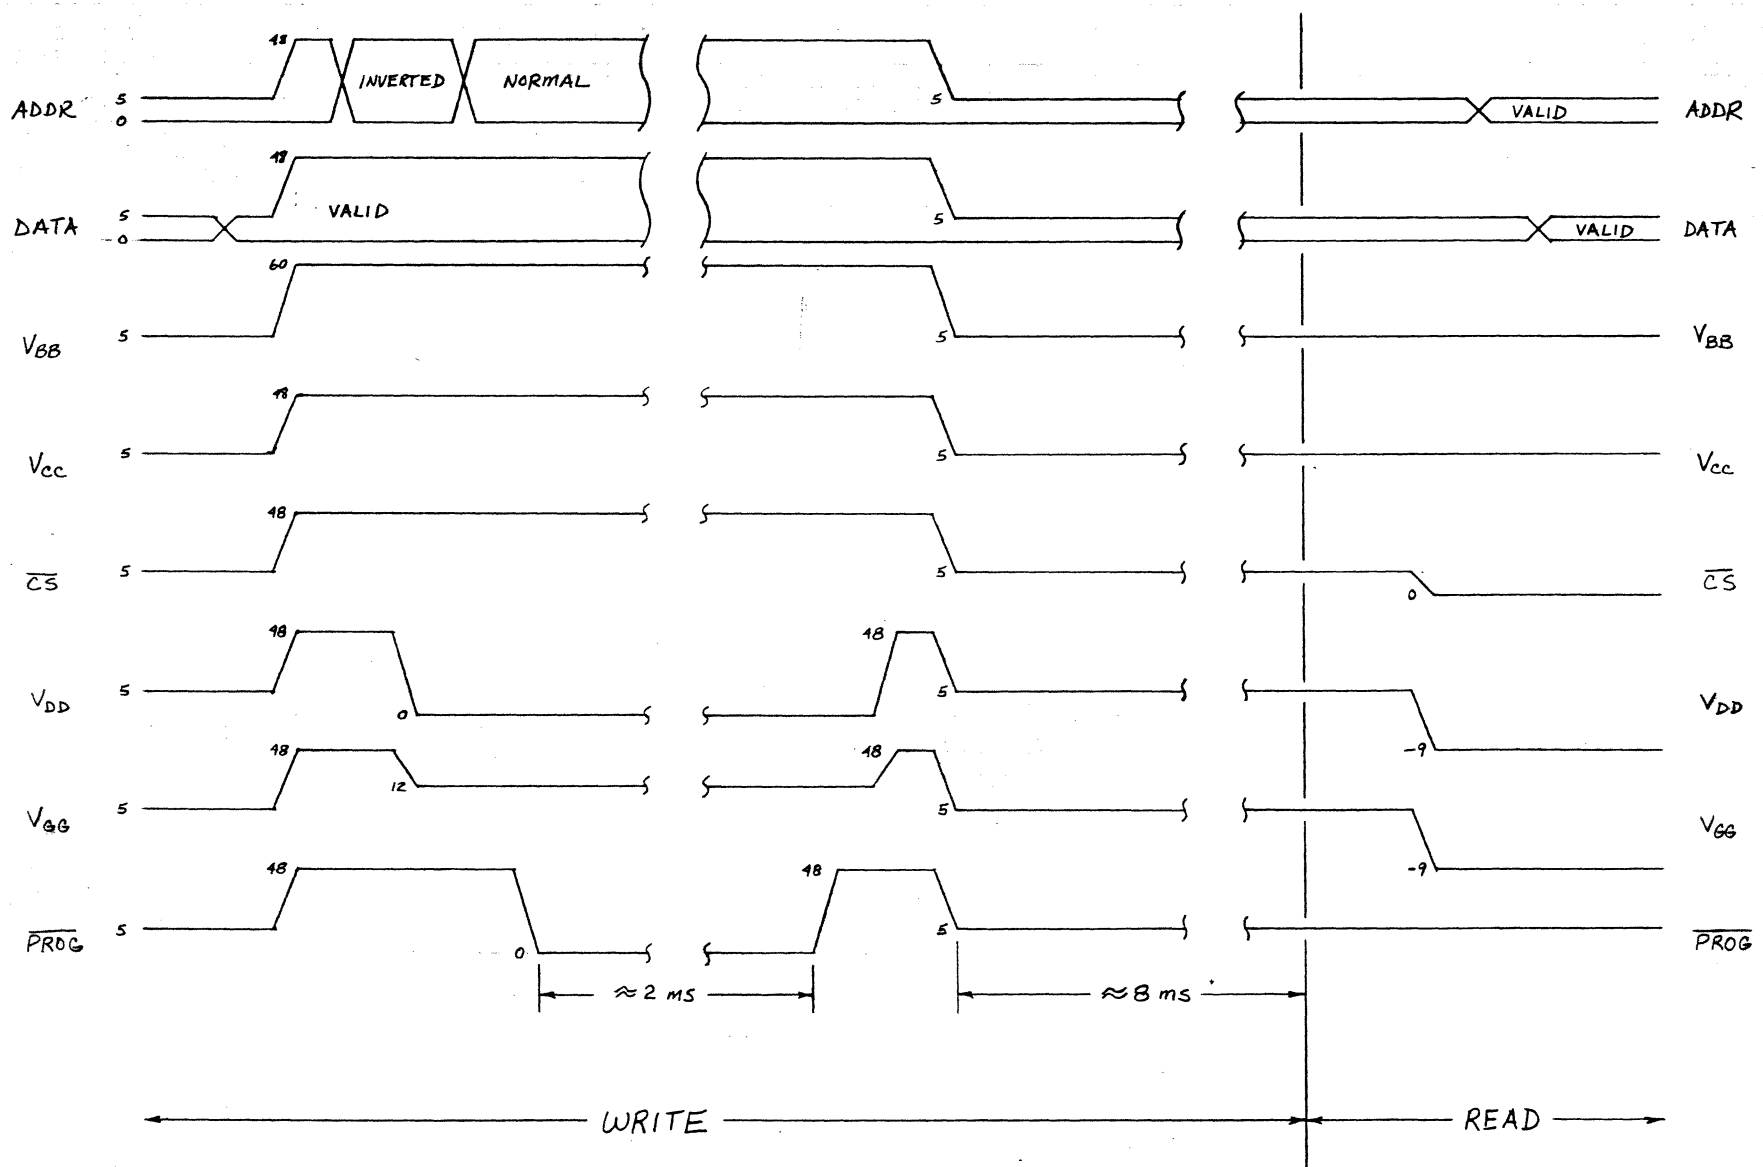 48
ADDR 5 INVERTED NORMAL 5 VALID ADDR
0
48
DATA 5 VALID 5 VALID DATA
0
60
VBB 5 5 VBB
48
VCC 5 5 VCC
48
CS 5 5 0 CS
48 48
VDD 5 0 5 -9 VDD
48 48
VGG 5 12 5 -9 VGG
48 48
PROG 5 0 5 PROG
≈2 ms ≈8 ms
WRITE READ